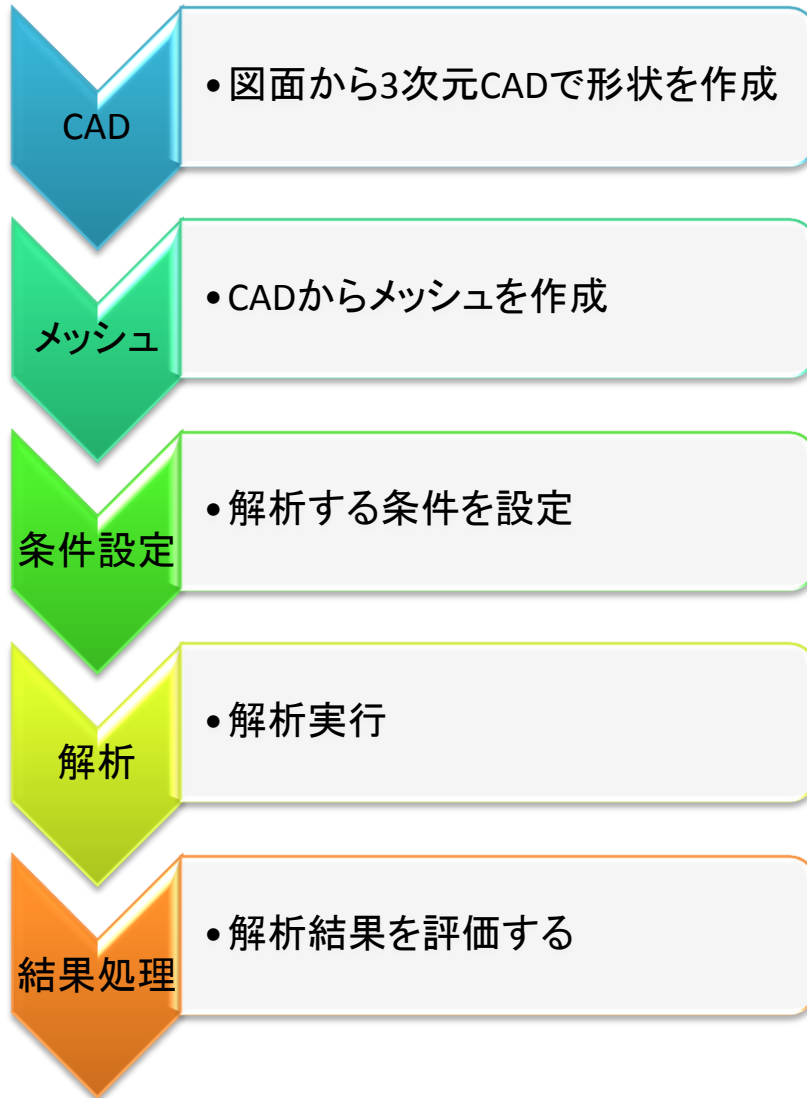 CAD
•図面から3次元CADで形状を作成
メッシュ
•CADからメッシュを作成
条件設定
•解析する条件を設定
解析
•解析実行
結果処理
•解析結果を評価する